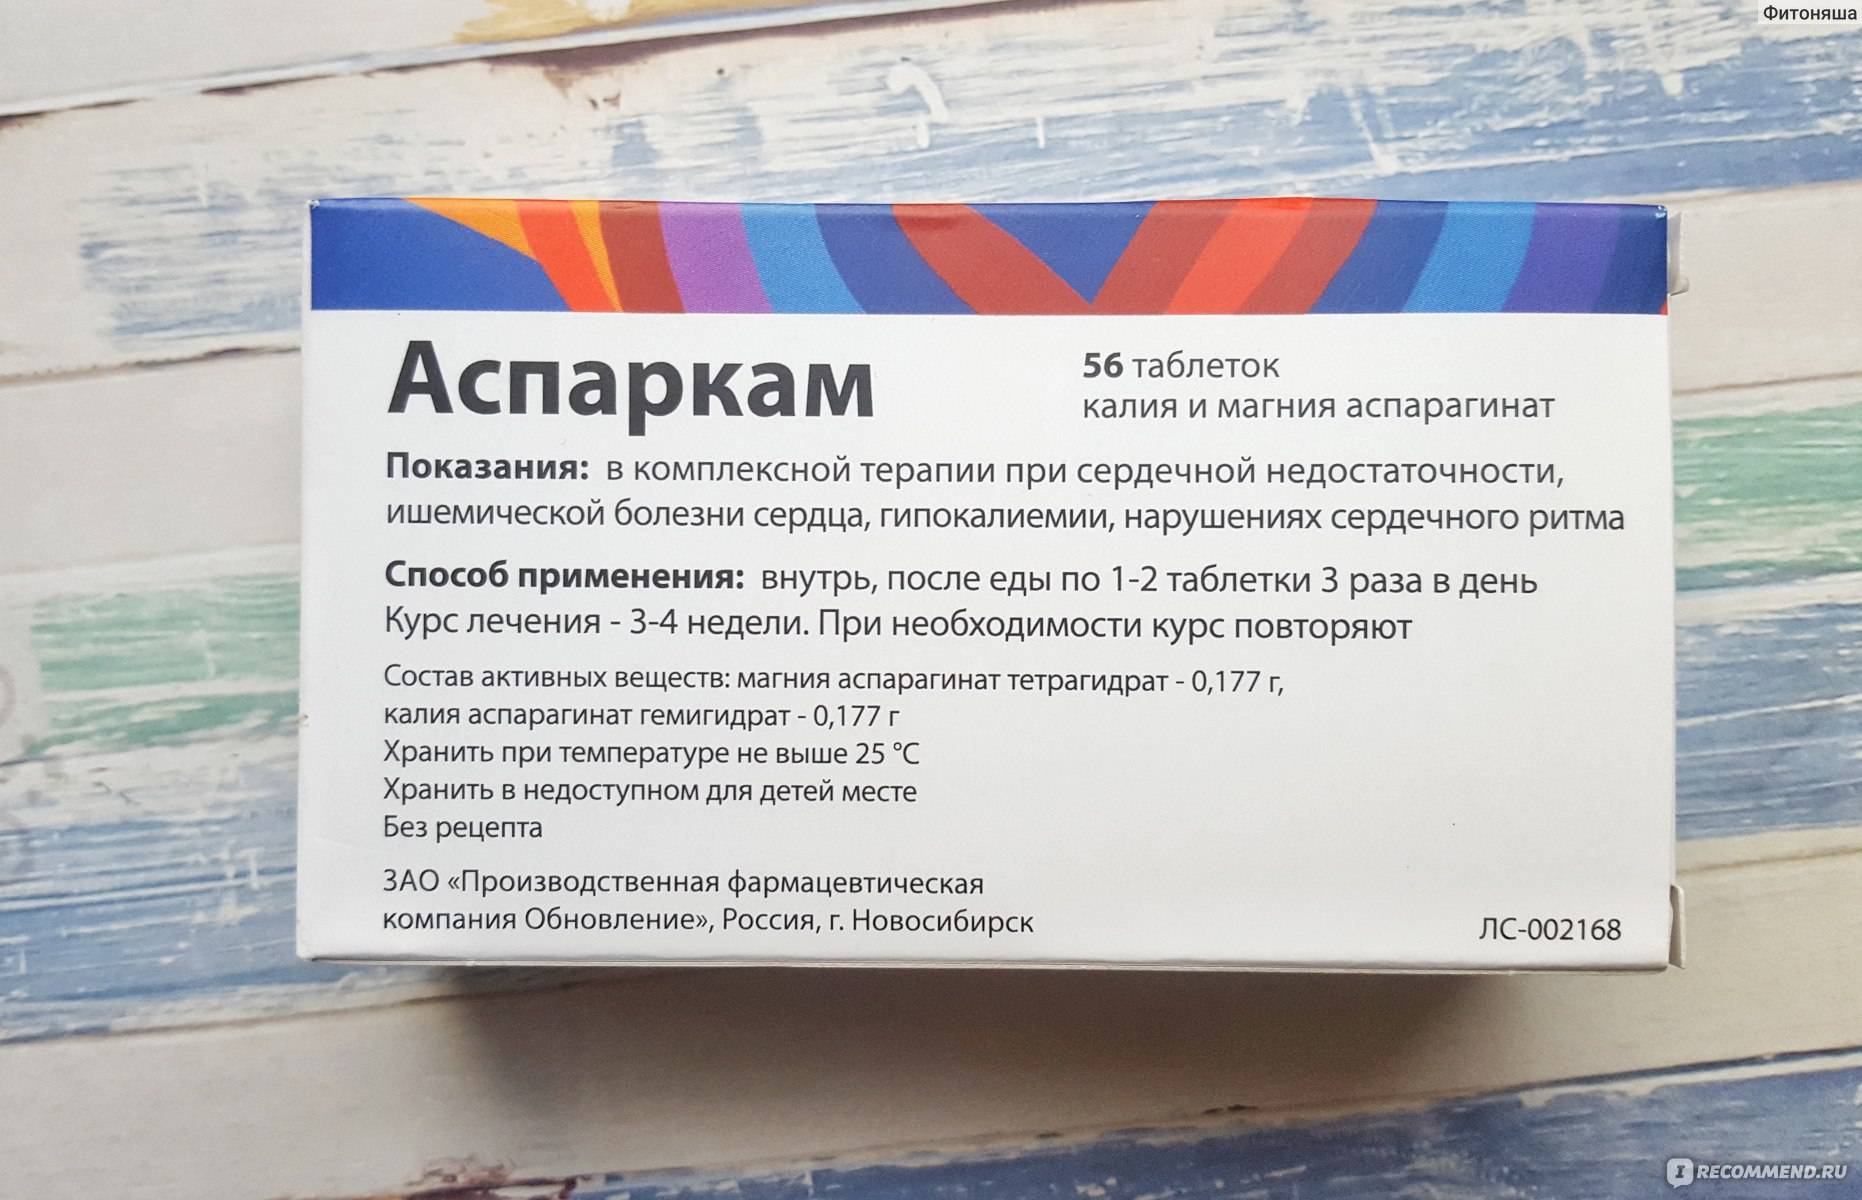 Фитоняша
Аспаркам
56 таблеток
калия и магния аспарагинат
Показания: в комплексной терапии при сердечной недостаточности,
ишемической болезни сердца, гипокалиемии, нарушениях сердечного ритма
Способ применения: внутрь, после еды по 1-2 таблетки 3 раза в день
Курс лечения - 3-4 недели. При необходимости курс повторяют
Состав активных веществ: магния аспарагинат тетрагидрат - 0,177 г,
калия аспарагинат гемигидрат - 0,177 г
Хранить при температуре не выше 25 °C
Хранить в недоступном для детей месте
Без рецепта
ЗАО «Производственная фармацевтическая
компания Обновление», Россия, г. Новосибирск
ЛС-002168
IRECOMMEND.RU